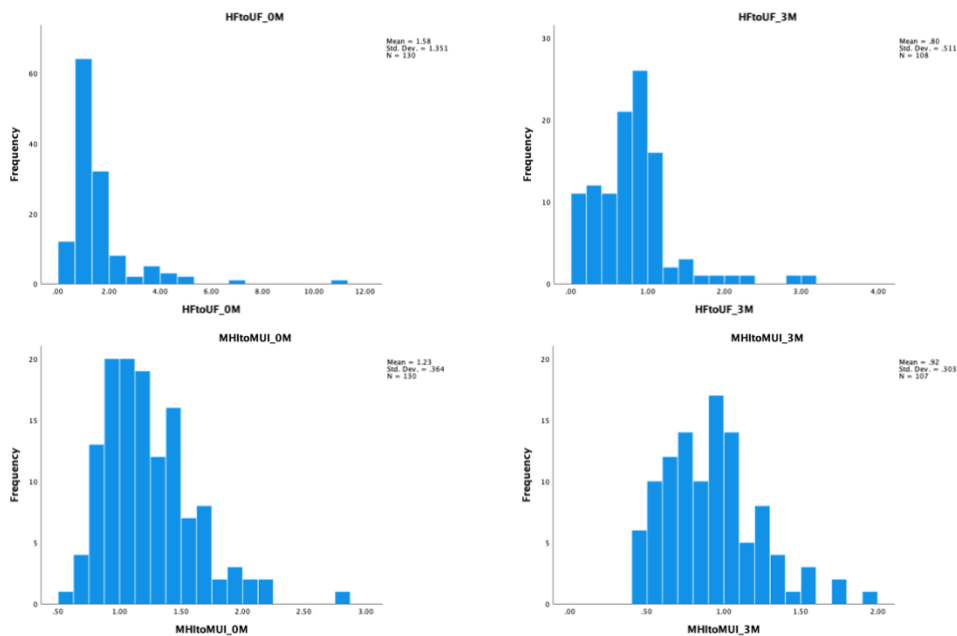 HFtoUF_0M
Mean = 1.58
Std. Dev. = 1.351
N = 130
Frequency
60
40
20
0
.00 2.00 4.00 6.00 8.00 10.00 12.00
HFtoUF_0M
HFtoUF_3M
Mean = .80
Std. Dev. = .511
N = 108
Frequency
30
20
10
0
.00 1.00 2.00 3.00 4.00
HFtoUF_3M
MHItoMUI_0M
Mean = 1.23
Std. Dev. = .364
N = 130
Frequency
20
15
10
5
0
.50 1.00 1.50 2.00 2.50 3.00
MHItoMUI_0M
MHItoMUI_3M
Mean = .92
Std. Dev. = .303
N = 107
Frequency
20
15
10
5
0
.00 .50 1.00 1.50 2.00
MHItoMUI_3M